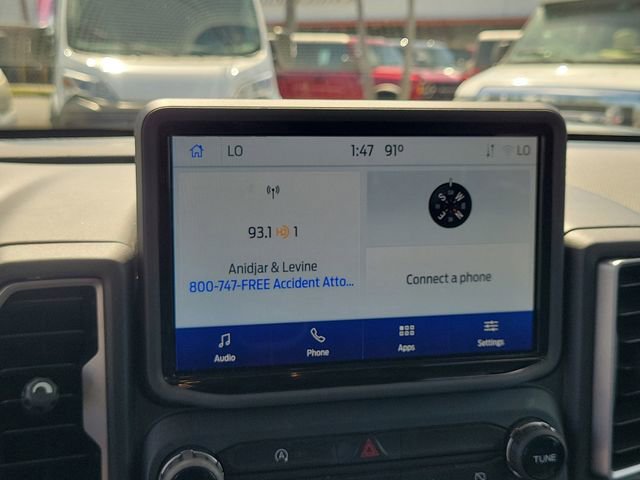 LO 1:47 91° LO
93.1 HD 1
Anidjar & Levine
800-747-FREE Accident Atto...
Connect a phone
Audio Phone Apps Settings
TUNE